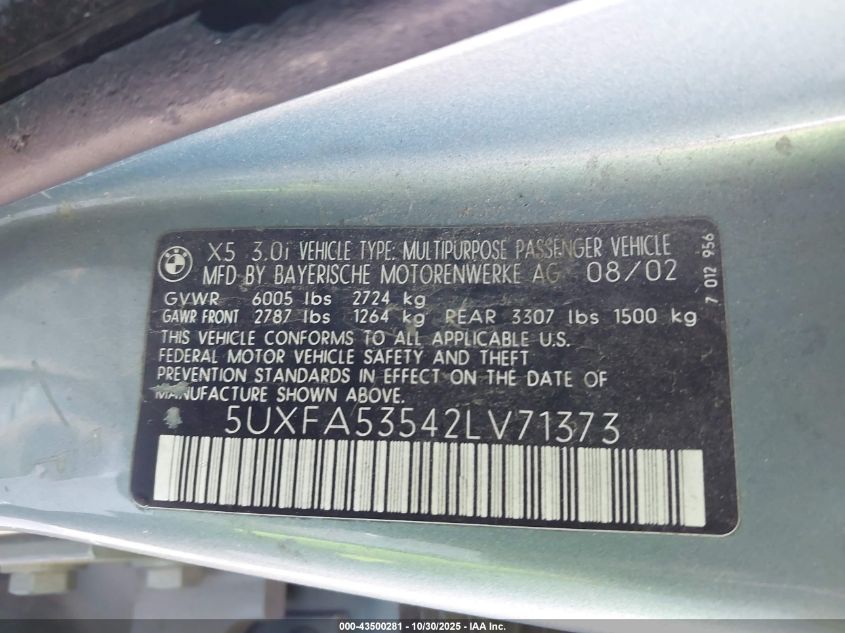 X5 3.0i VEHICLE TYPE: MULTIPURPOSE PASSENGER VEHICLE
MFD BY BAYERISCHE MOTORENWERKE AG 08/02
GVWR 6005 lbs 2724 kg
GAWR FRONT 2787 lbs 1264 kg REAR 3307 lbs 1500 kg
THIS VEHICLE CONFORMS TO ALL APPLICABLE U.S.
FEDERAL MOTOR VEHICLE SAFETY AND THEFT
PREVENTION STANDARDS IN EFFECT ON THE DATE OF
MANUFACTURE SHOWN ABOVE.
5UXFA53542LV71373
7 012 956
000-43500281 - 10/30/2025 - IAA Inc.